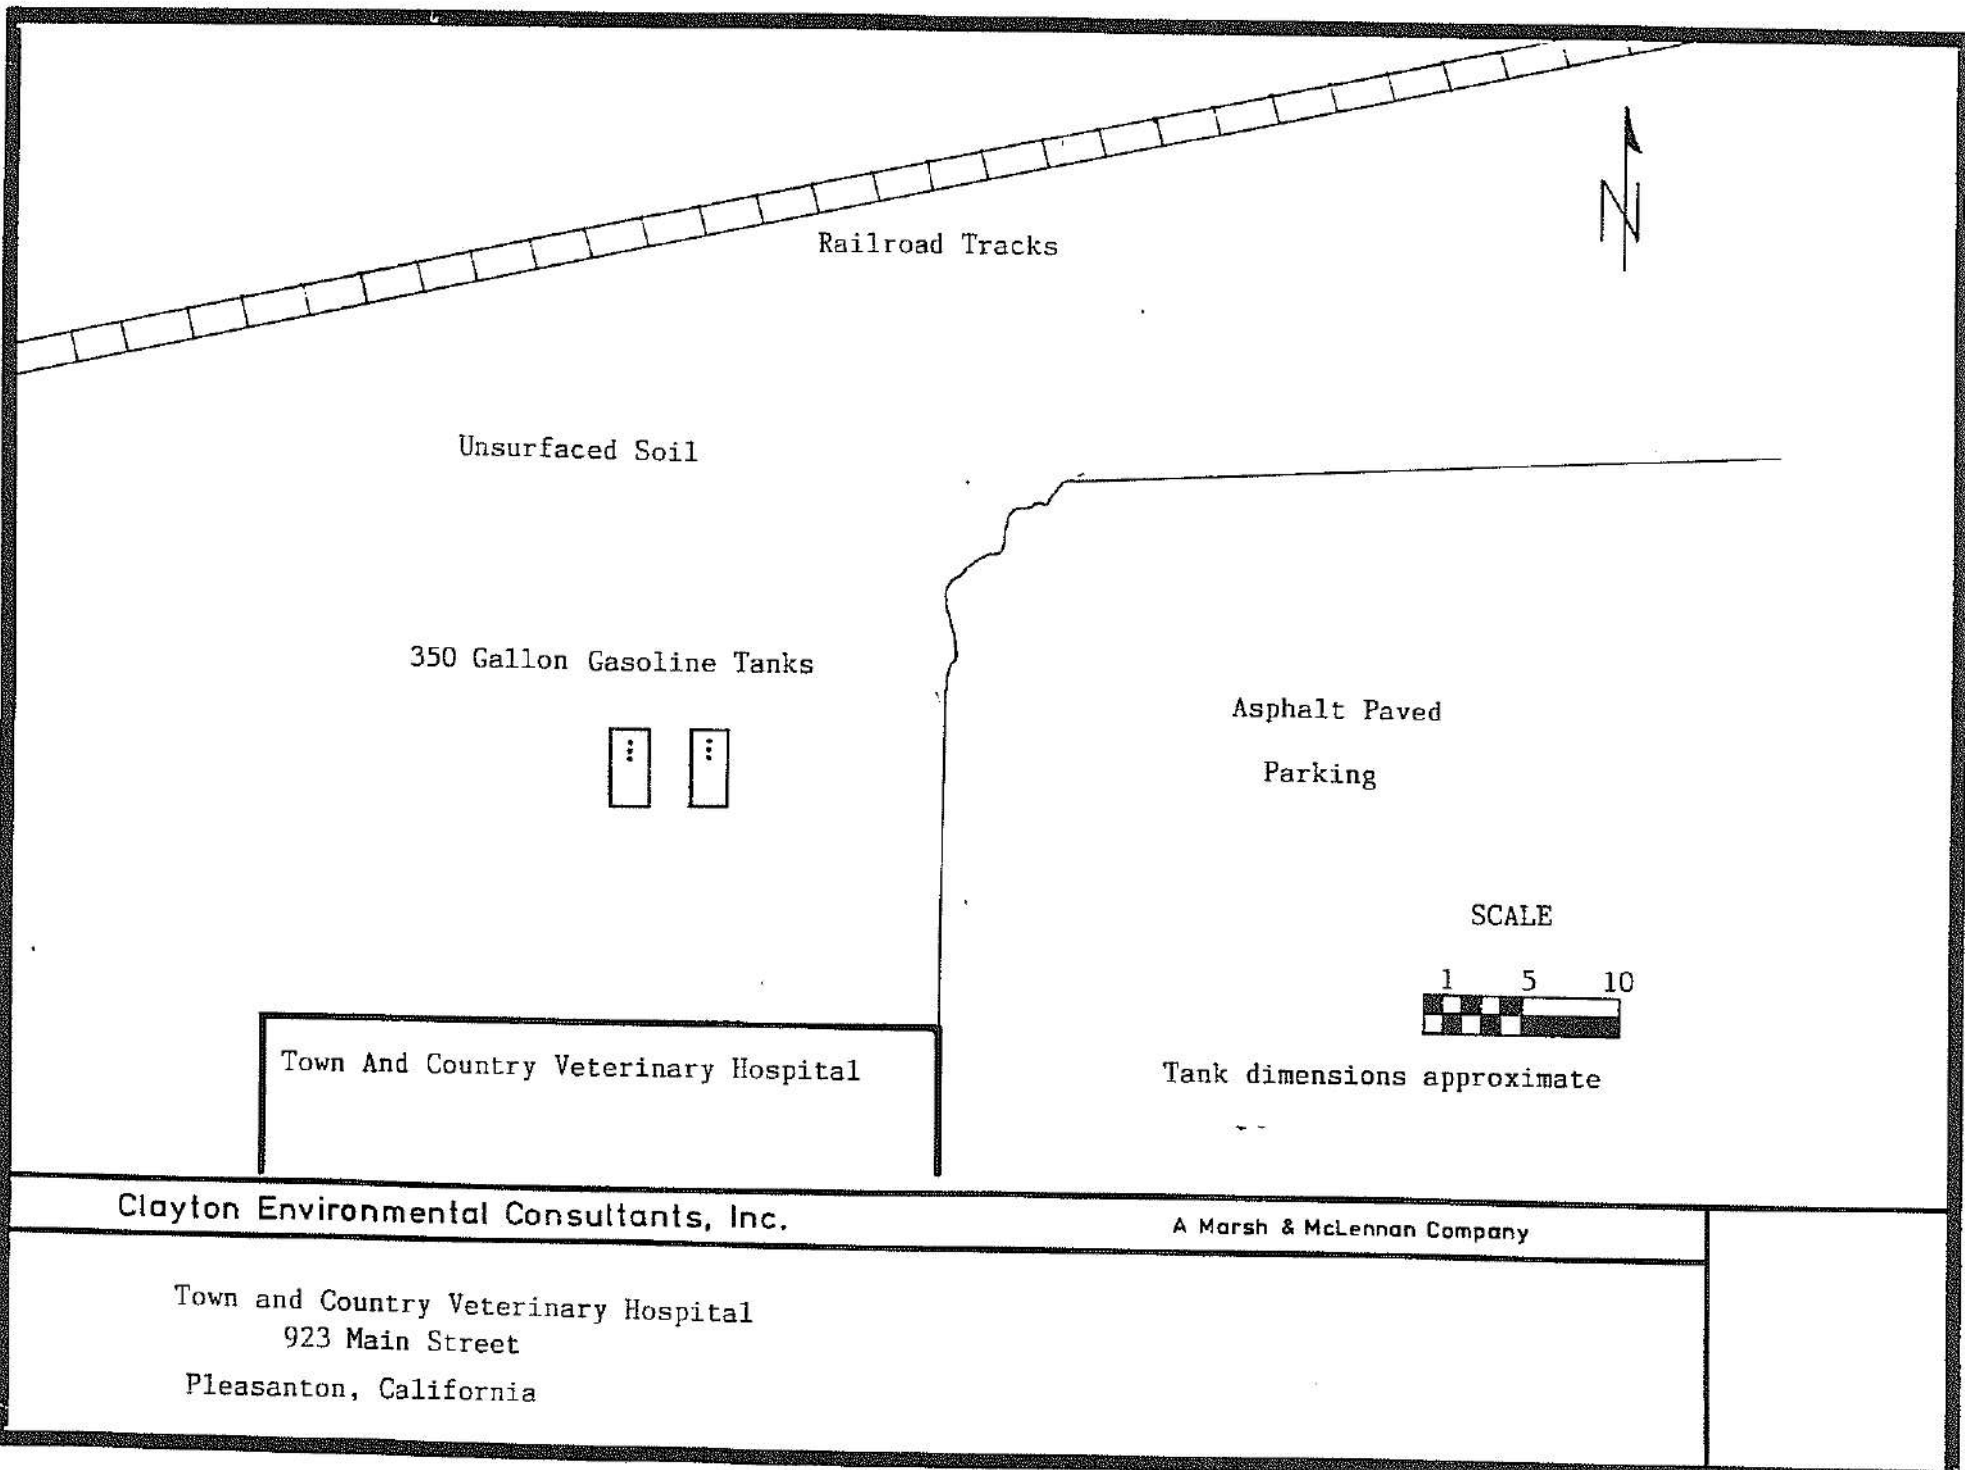 Railroad Tracks
N
Unsurfaced Soil
350 Gallon Gasoline Tanks
Asphalt Paved
Parking
SCALE
1 5 10
Town And Country Veterinary Hospital
Tank dimensions approximate
Clayton Environmental Consultants, Inc.
A Marsh & McLennan Company
Town and Country Veterinary Hospital
923 Main Street
Pleasanton, California